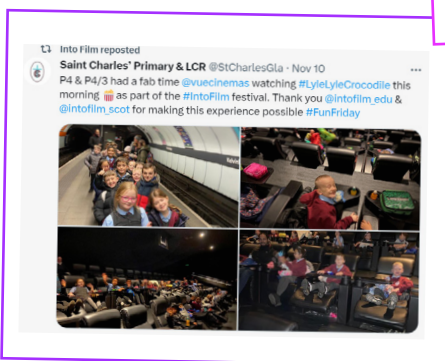 Into Film reposted
Saint Charles' Primary & LCR @StCharlesGla · Nov 10
P4 & P4/3 had a fab time @vuecinemas watching #LyleLyleCrocodile this
morning 🍿 as part of the #IntoFilm festival. Thank you @intofilm_edu &
@intofilm_scot for making this experience possible #FunFriday